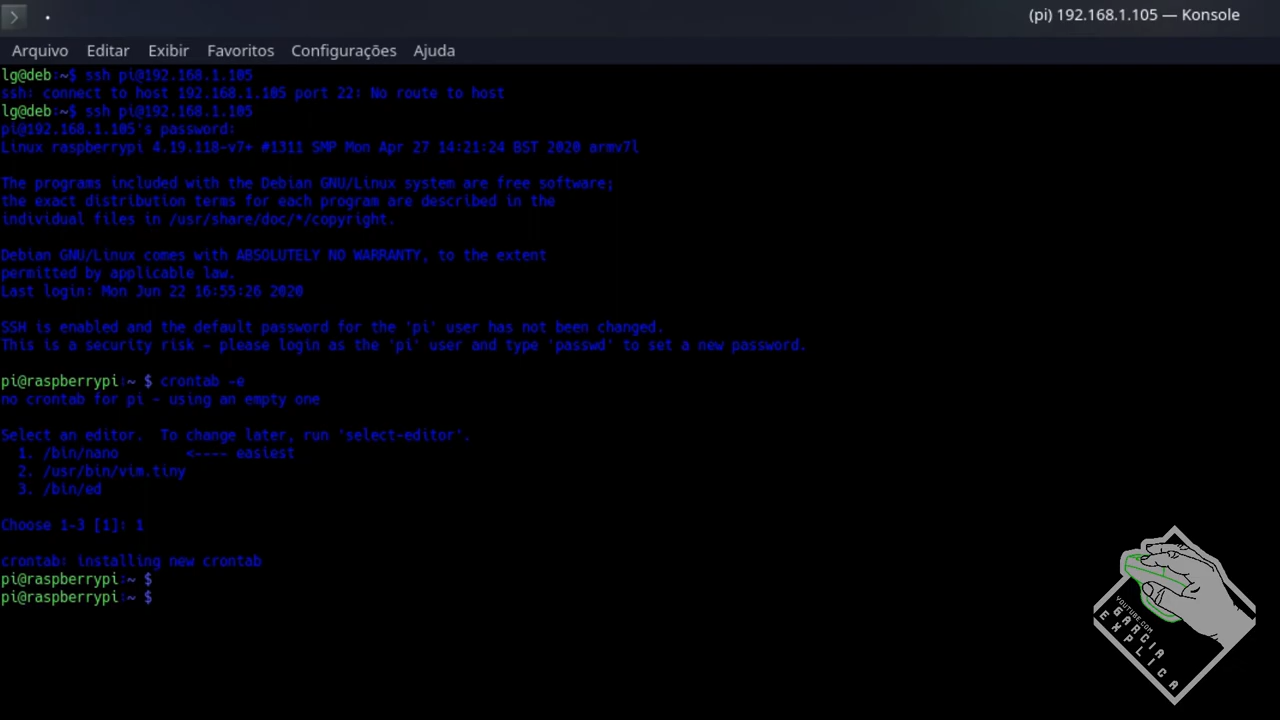 (pi) 192.168.1.105 — Konsole
Arquivo Editar Exibir Favoritos Configurações Ajuda
lg@deb:~$ ssh pi@192.168.1.105
ssh: connect to host 192.168.1.105 port 22: No route to host
lg@deb:~$ ssh pi@192.168.1.105
pi@192.168.1.105's password:
Linux raspberrypi 4.19.118-v7+ #1311 SMP Mon Apr 27 14:21:24 BST 2020 armv7l
The programs included with the Debian GNU/Linux system are free software;
the exact distribution terms for each program are described in the
individual files in /usr/share/doc/*/copyright.
Debian GNU/Linux comes with ABSOLUTELY NO WARRANTY, to the extent
permitted by applicable law.
Last login: Mon Jun 22 16:55:26 2020
SSH is enabled and the default password for the 'pi' user has not been changed.
This is a security risk - please login as the 'pi' user and type 'passwd' to set a new password.
pi@raspberrypi:~ $ crontab -e
no crontab for pi - using an empty one
Select an editor.  To change later, run 'select-editor'.
1. /bin/nano        <---- easiest
2. /usr/bin/vim.tiny
3. /bin/ed
Choose 1-3 [1]: 1
crontab: installing new crontab
pi@raspberrypi:~ $
pi@raspberrypi:~ $
YOUTUBE.COM
GARCIA
EXPLICA